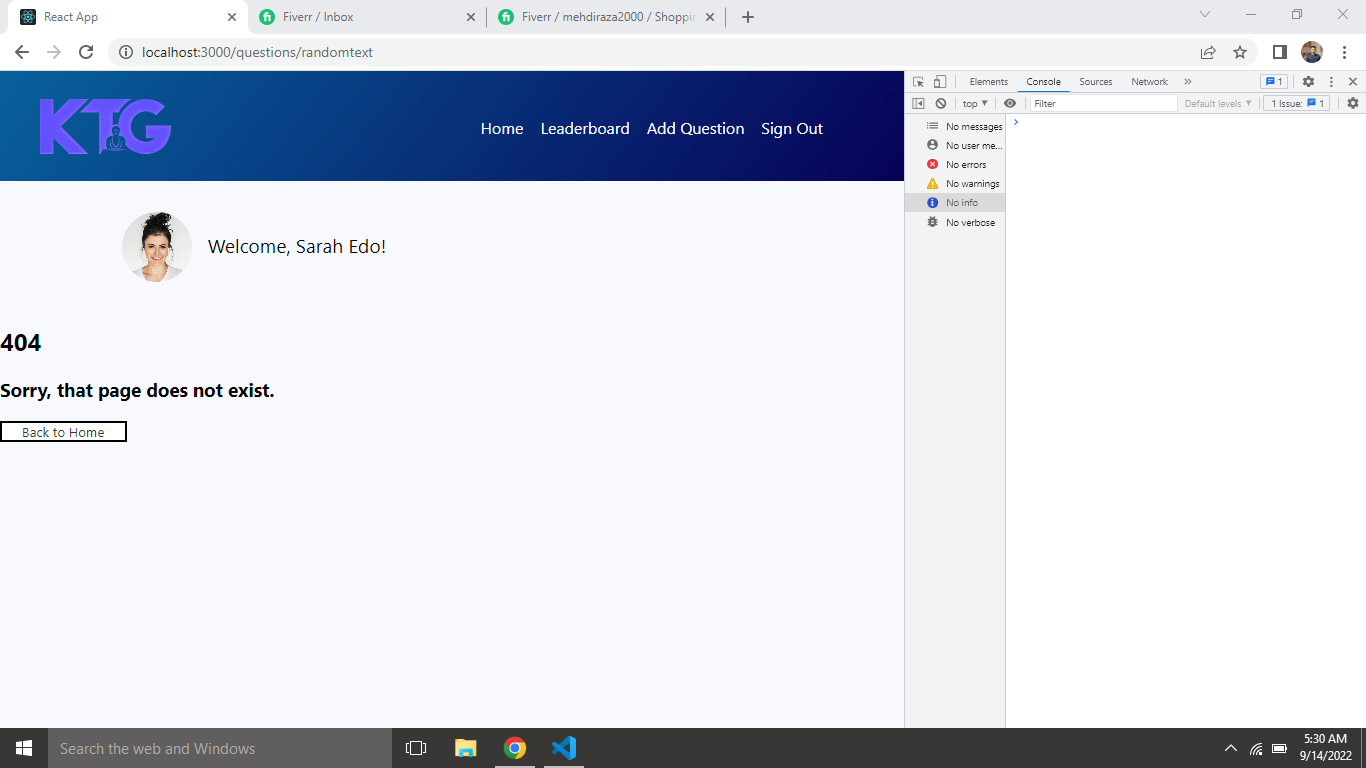 React App
Fiverr / Inbox
Fiverr / mehdiraza2000 / Shoppin
localhost:3000/questions/randomtext
KTG
Home Leaderboard Add Question Sign Out
Welcome, Sarah Edo!
404
Sorry, that page does not exist.
Back to Home
Elements Console Sources Network » 1
top Filter Default levels 1 Issue: 1
No messages
No user me...
No errors
No warnings
No info
No verbose
Search the web and Windows
5:30 AM
9/14/2022